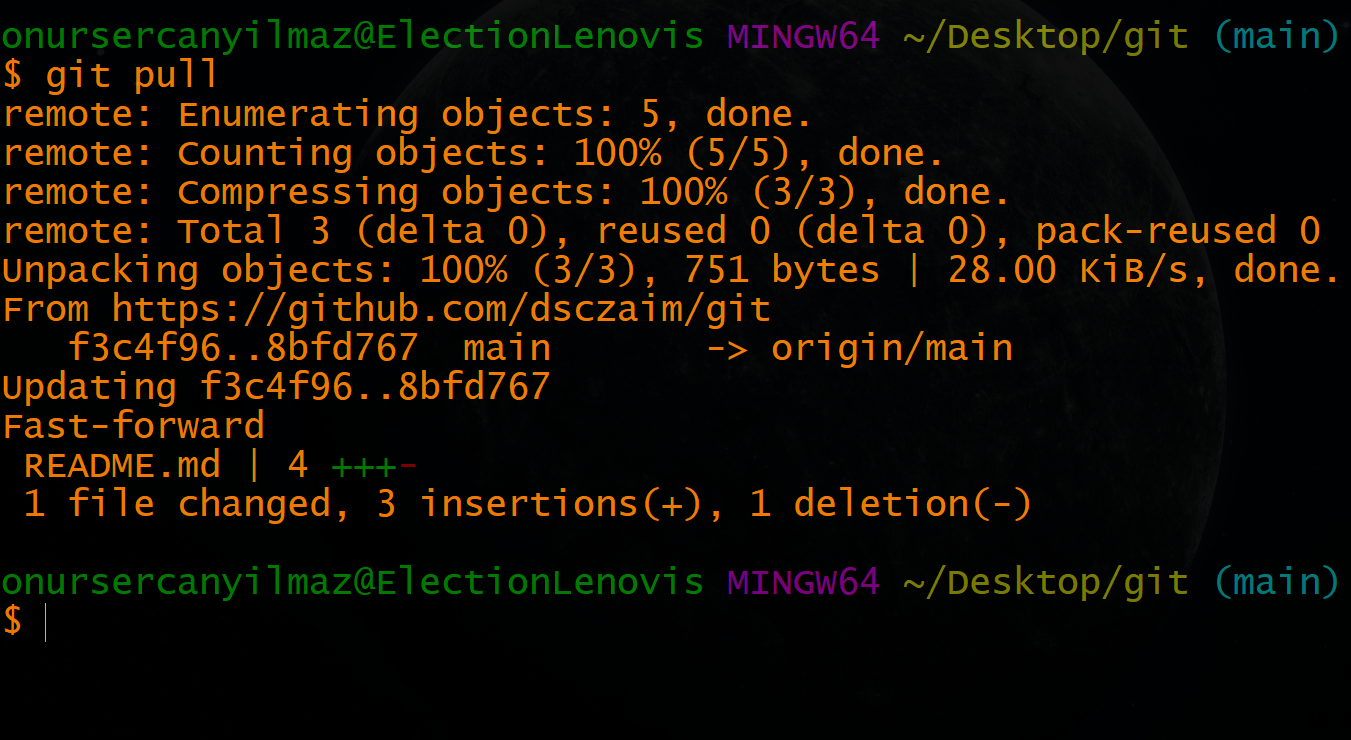 onursercanyilmaz@ElectionLenovis MINGW64 ~/Desktop/git (main)
$ git pull
remote: Enumerating objects: 5, done.
remote: Counting objects: 100% (5/5), done.
remote: Compressing objects: 100% (3/3), done.
remote: Total 3 (delta 0), reused 0 (delta 0), pack-reused 0
Unpacking objects: 100% (3/3), 751 bytes | 28.00 KiB/s, done.
From https://github.com/dsczaim/git
   f3c4f96..8bfd767  main       -> origin/main
Updating f3c4f96..8bfd767
Fast-forward
 README.md | 4 +++-
 1 file changed, 3 insertions(+), 1 deletion(-)
onursercanyilmaz@ElectionLenovis MINGW64 ~/Desktop/git (main)
$